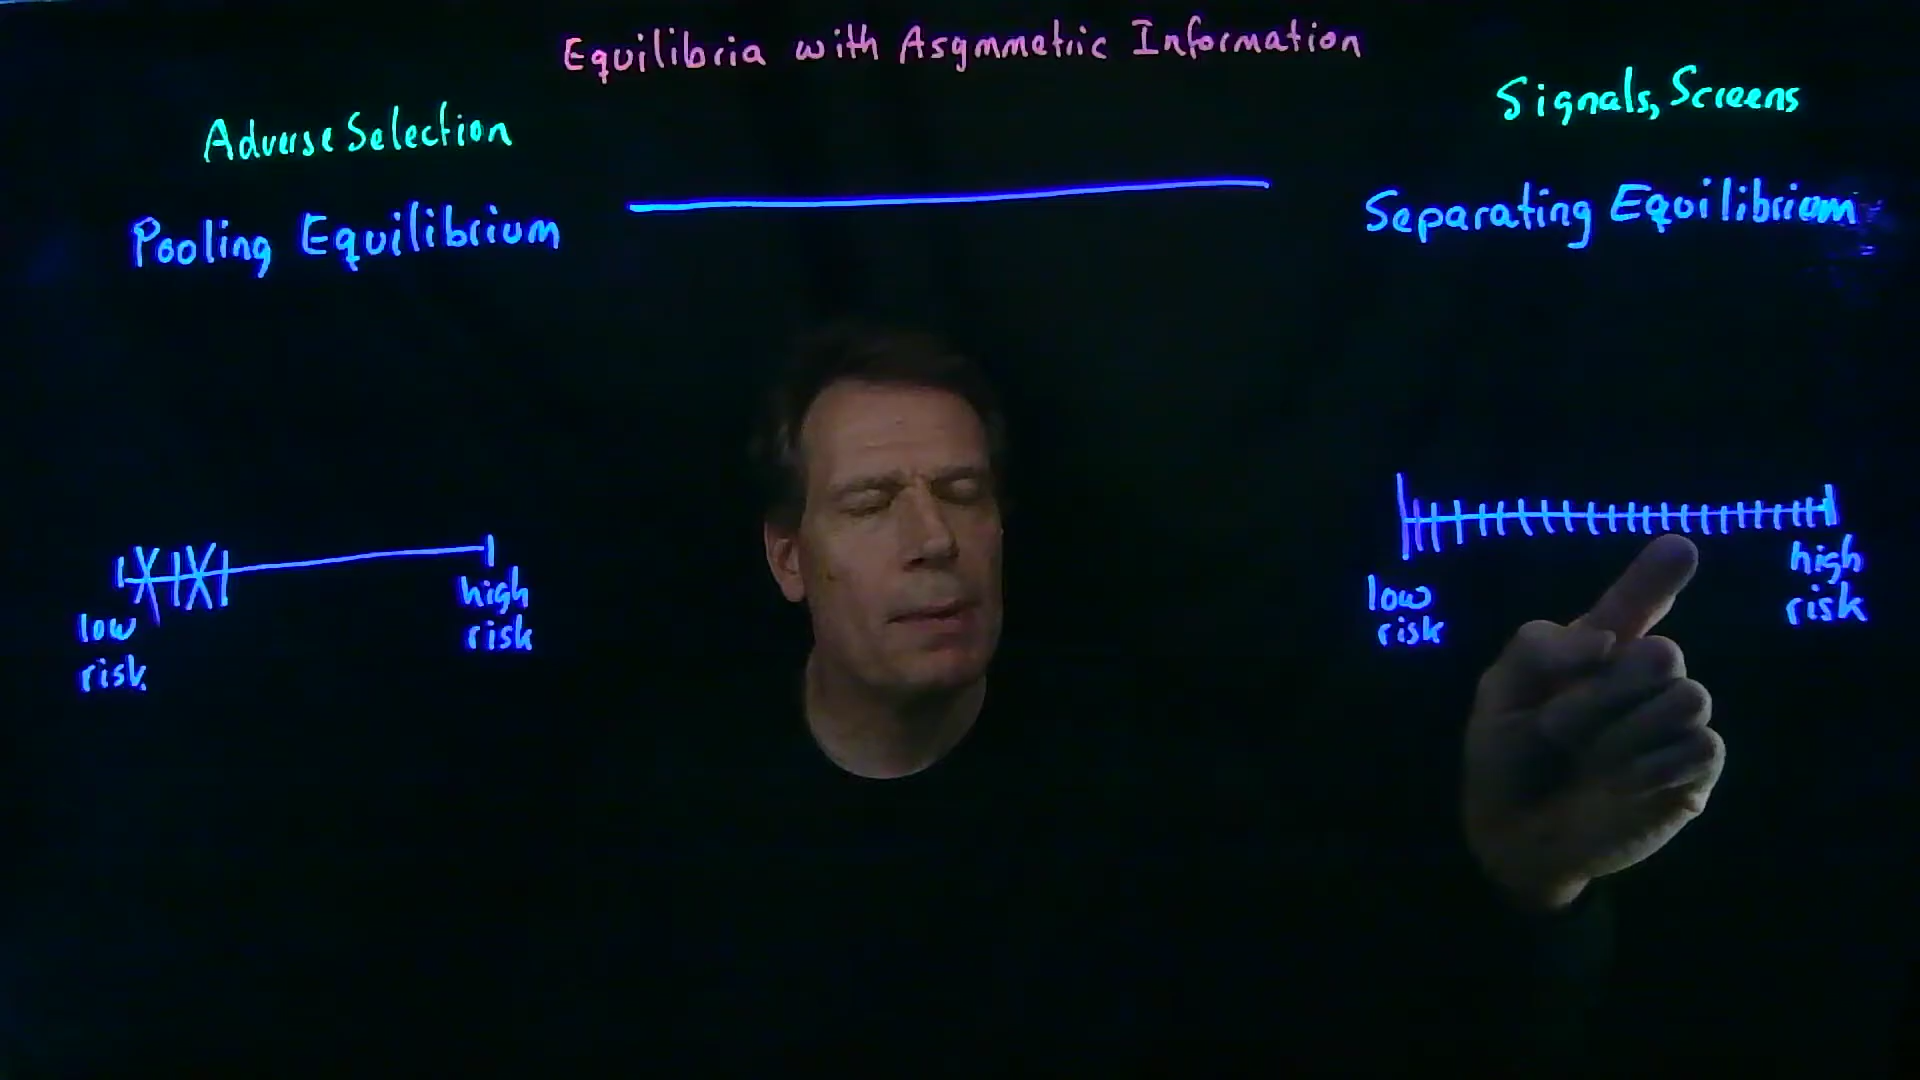 Equilibria with Asymmetric Information
Adverse Selection
Pooling Equilibrium
Signals, Screens
Separating Equilibrium
low
risk
high
risk
low
risk
high
risk